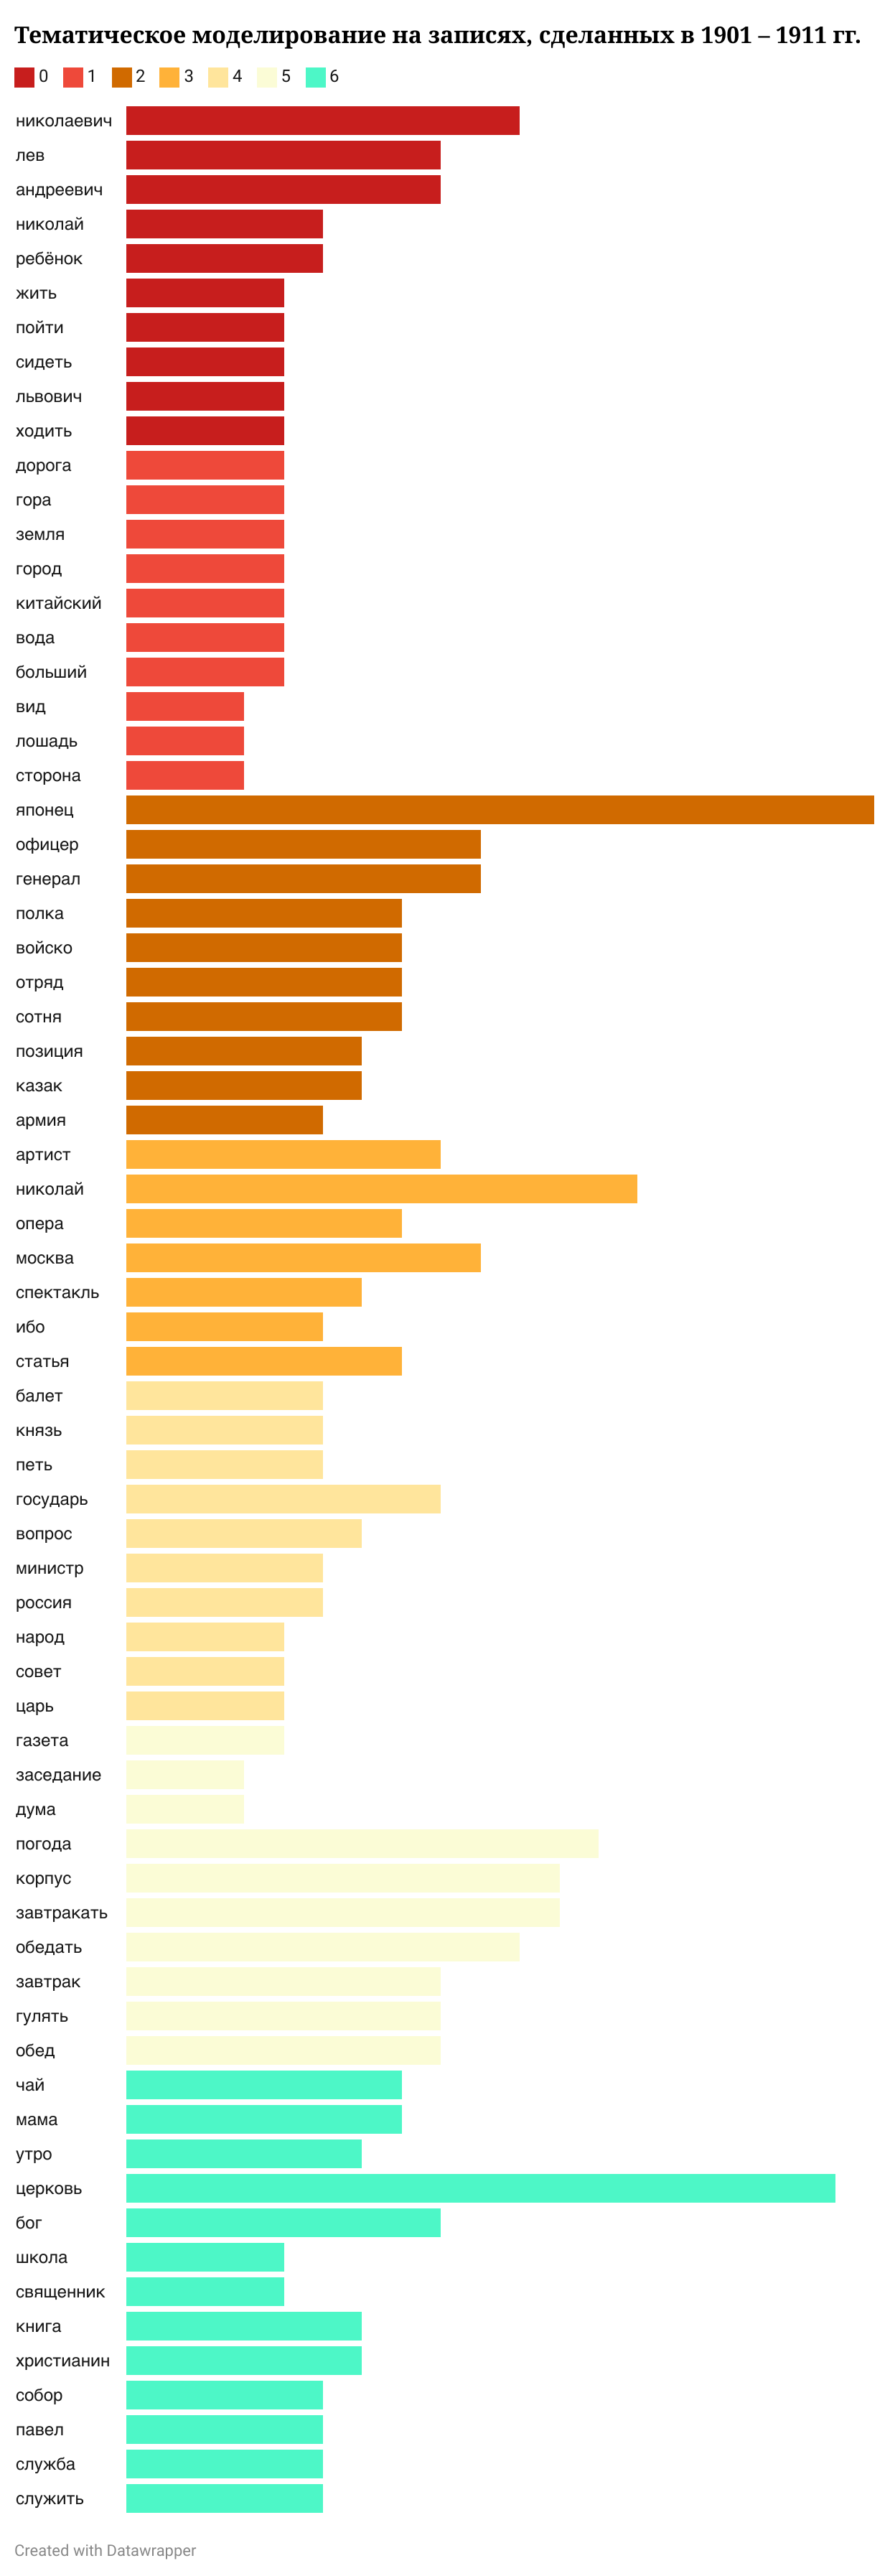 Тематическое моделирование на записях, сделанных в 1901 – 1911 гг.
0 1 2 3 4 5 6
николаевич
лев
андреевич
николай
ребёнок
жить
пойти
сидеть
львович
ходить
дорога
гора
земля
город
китайский
вода
больший
вид
лошадь
сторона
японец
офицер
генерал
полка
войско
отряд
сотня
позиция
казак
армия
артист
николай
опера
москва
спектакль
ибо
статья
балет
князь
петь
государь
вопрос
министр
россия
народ
совет
царь
газета
заседание
дума
погода
корпус
завтракать
обедать
завтрак
гулять
обед
чай
мама
утро
церковь
бог
школа
священник
книга
христианин
собор
павел
служба
служить
Created with Datawrapper